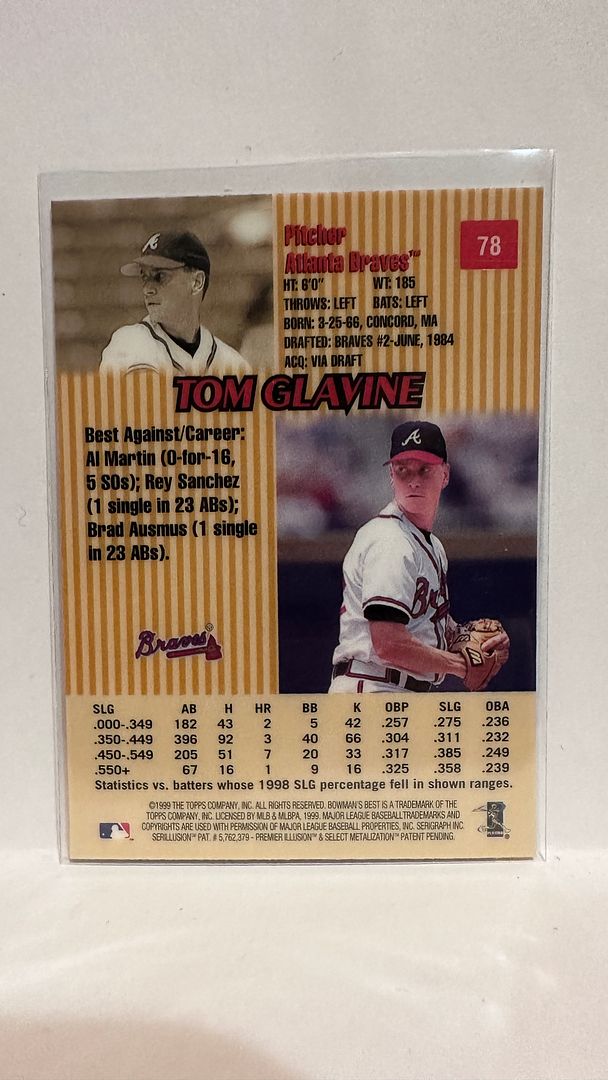 78
Pitcher
Atlanta Braves™
HT: 6'0" WT: 185
THROWS: LEFT BATS: LEFT
BORN: 3-25-66, CONCORD, MA
DRAFTED: BRAVES #2-JUNE, 1984
ACQ: VIA DRAFT
TOM GLAVINE
Best Against/Career:
Al Martin (0-for-16,
5 SOs); Rey Sanchez
(1 single in 23 ABs);
Brad Ausmus (1 single
in 23 ABs).
Braves®
SLG AB H HR BB K OBP SLG OBA
.000-.349 182 43 2 5 42 .257 .275 .236
.350-.449 396 92 3 40 66 .304 .311 .232
.450-.549 205 51 7 20 33 .317 .385 .249
.550+ 67 16 1 9 16 .325 .358 .239
Statistics vs. batters whose 1998 SLG percentage fell in shown ranges.
©1999 THE TOPPS COMPANY, INC. ALL RIGHTS RESERVED. BOWMAN'S BEST IS A TRADEMARK OF THE
TOPPS COMPANY, INC. LICENSED BY MLB & MLBPA, 1999. MAJOR LEAGUE BASEBALL TRADEMARKS AND
COPYRIGHTS ARE USED WITH PERMISSION OF MAJOR LEAGUE BASEBALL PROPERTIES, INC. SERIGRAPH INC.
SERILLUSION™ PAT. # 5,762,379 - PREMIER ILLUSION™ & SELECT METALIZATION™ PATENT PENDING.